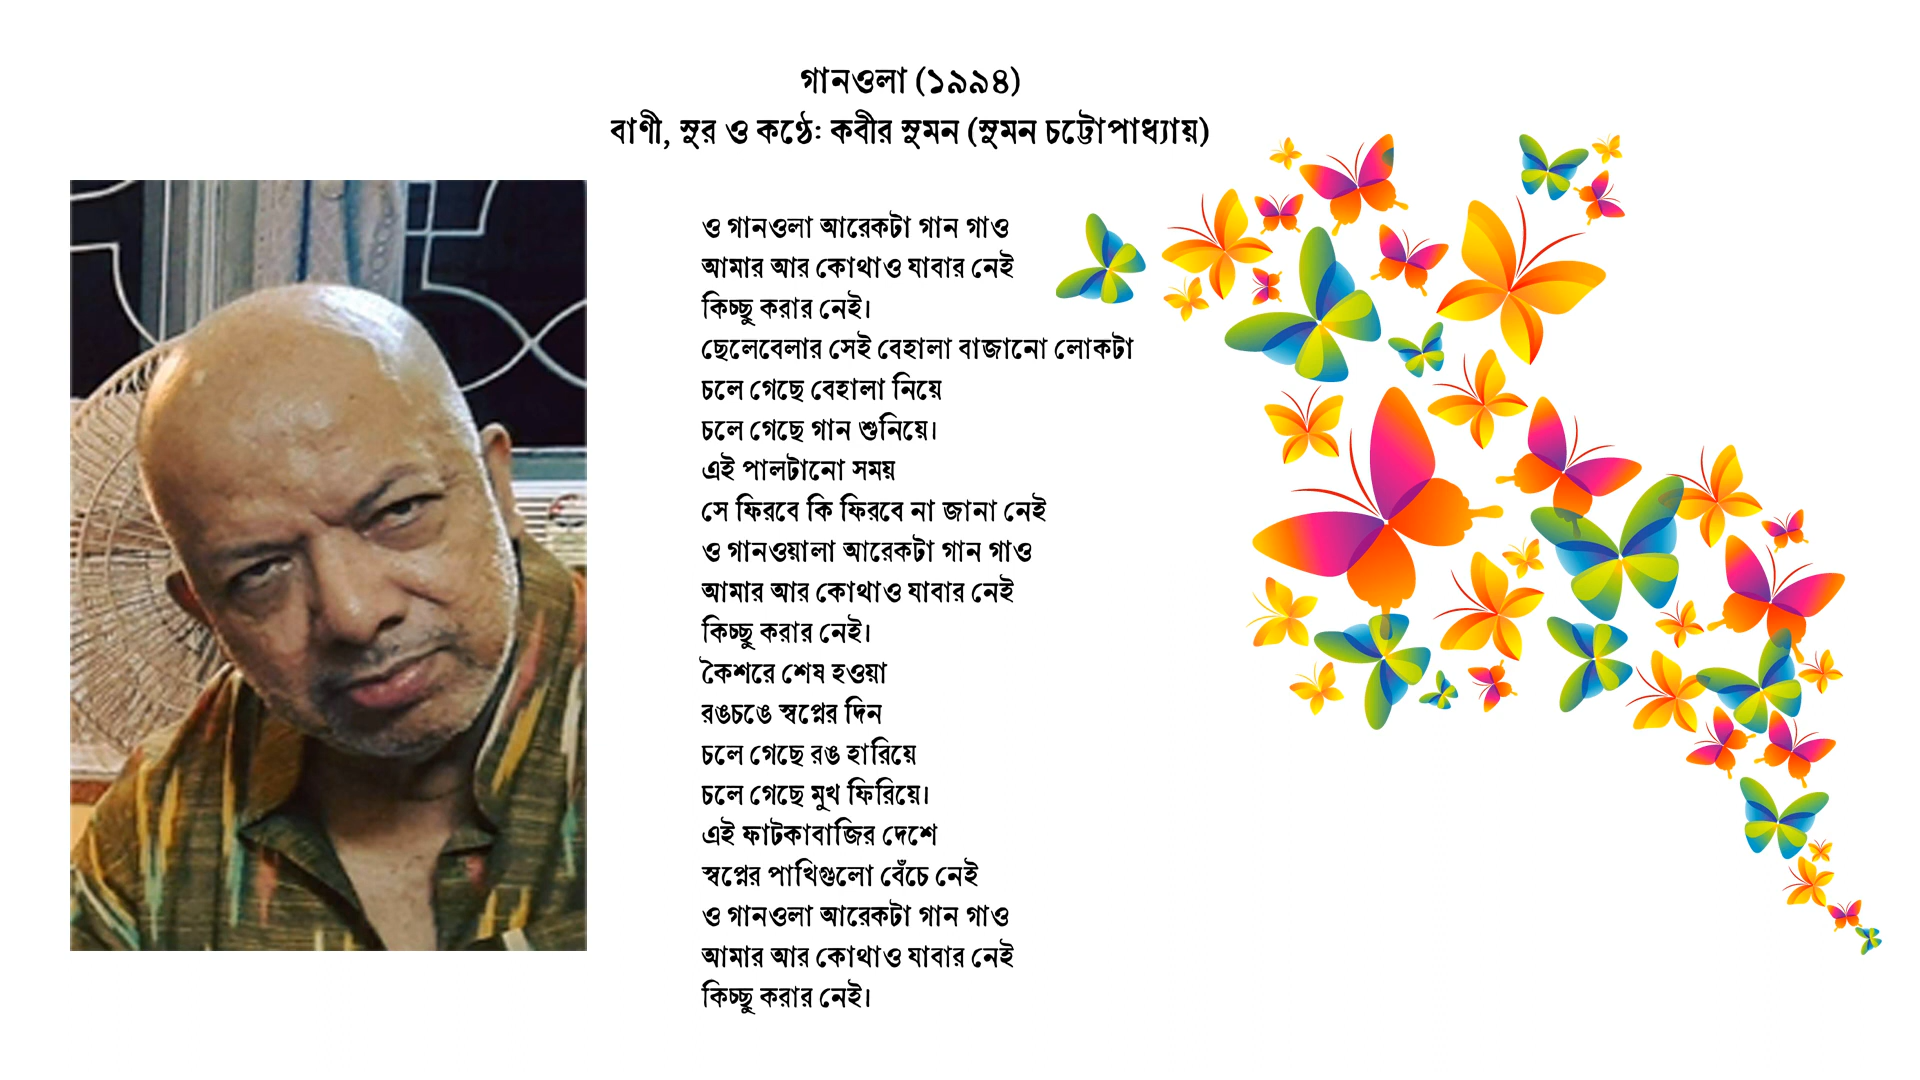 গানওলা (১৯৯৪)
বাণী, সুর ও কণ্ঠে: কবীর সুমন (সুমন চট্টোপাধ্যায়)
ও গানওলা আরেকটা গান গাও
আমার আর কোথাও যাবার নেই
কিচ্ছু করার নেই।
ছেলেবেলার সেই বেহালা বাজানো লোকটা
চলে গেছে বেহালা নিয়ে
চলে গেছে গান শুনিয়ে।
এই পালটানো সময়
সে ফিরবে কি ফিরবে না জানা নেই
ও গানওয়ালা আরেকটা গান গাও
আমার আর কোথাও যাবার নেই
কিচ্ছু করার নেই।
কৈশরে শেষ হওয়া
রঙচঙে স্বপ্নের দিন
চলে গেছে রঙ হারিয়ে
চলে গেছে মুখ ফিরিয়ে।
এই ফাটকাবাজির দেশে
স্বপ্নের পাখিগুলো বেঁচে নেই
ও গানওলা আরেকটা গান গাও
আমার আর কোথাও যাবার নেই
কিচ্ছু করার নেই।